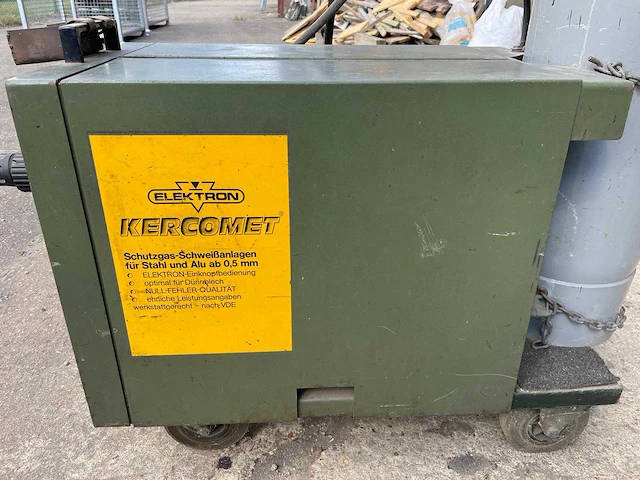 ELEKTRON
KERCOMET
Schutzgas-Schweißanlagen
für Stahl und Alu ab 0,5 mm
ELEKTRON-Einknopfbedienung
optimal für Dünnblech
NULL-FEHLER-QUALITÄT
ehrliche Leistungsangaben
werkstattgerecht – nach VDE